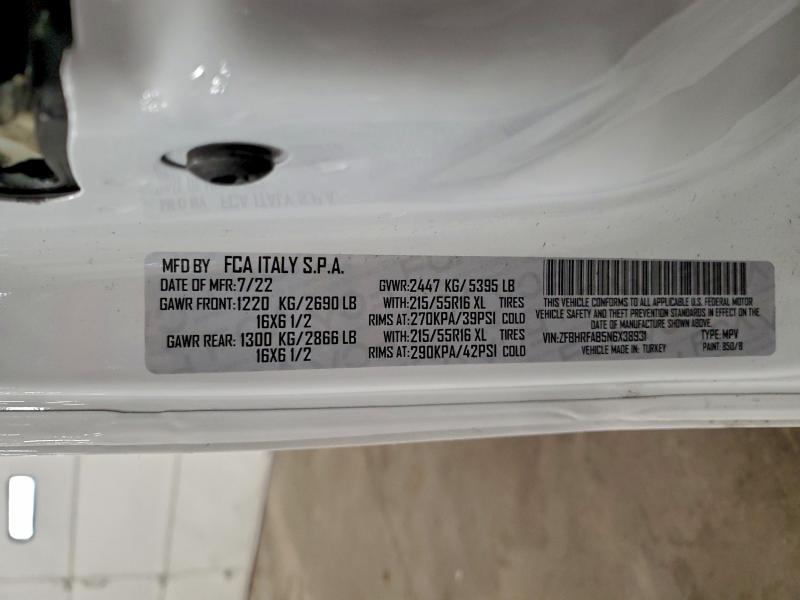 MFD BY FCA ITALY S.P.A.
DATE OF MFR: 7/22 GVWR: 2447 KG/ 5395 LB
GAWR FRONT: 1220 KG/2690 LB WITH: 215/55R16 XL TIRES
16X6 1/2 RIMS AT: 270KPA/39PSI COLD
GAWR REAR: 1300 KG/2866 LB WITH: 215/55R16 XL TIRES
16X6 1/2 RIMS AT: 290KPA/42PSI COLD
THIS VEHICLE CONFORMS TO ALL APPLICABLE U.S. FEDERAL MOTOR
VEHICLE SAFETY AND THEFT PREVENTION STANDARDS IN EFFECT ON
THE DATE OF MANUFACTURE SHOWN ABOVE.
VIN: ZFBHRFAB5N6X38931 TYPE: MPV
VEHICLE MADE IN: TURKEY PAINT: 350/B